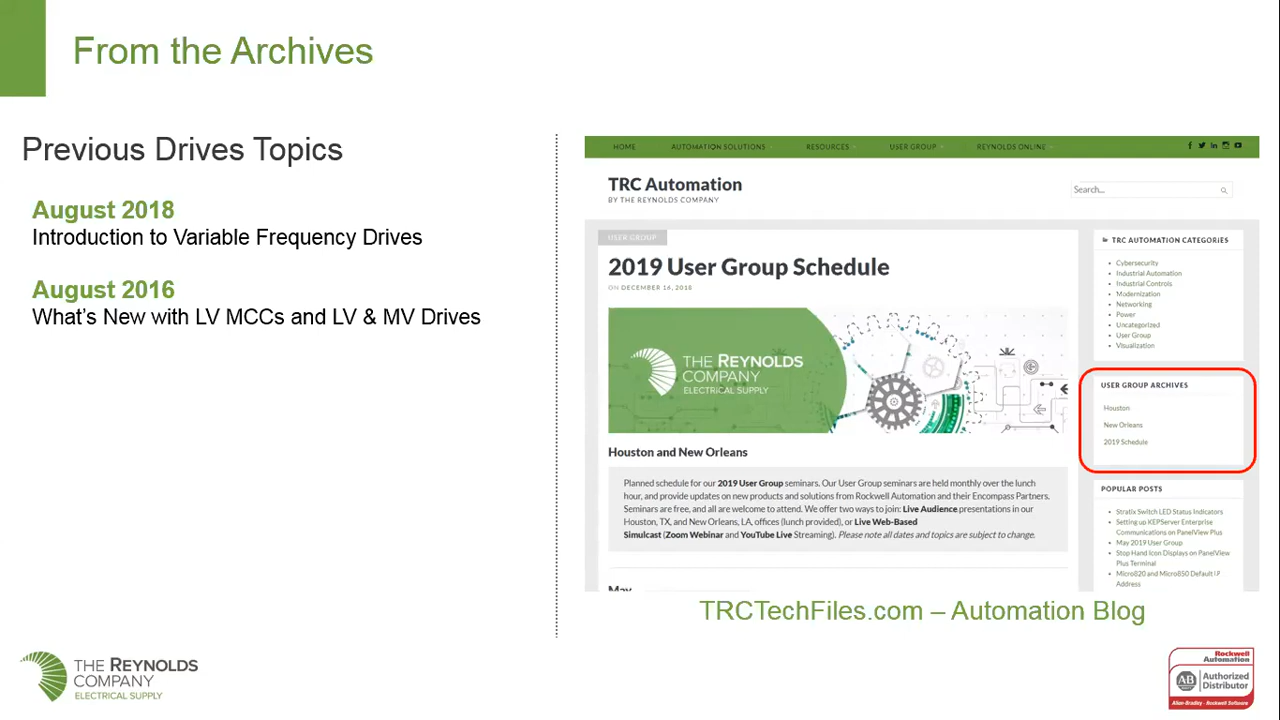 From the Archives
Previous Drives Topics
August 2018
Introduction to Variable Frequency Drives
August 2016
What's New with LV MCCs and LV & MV Drives
HOME AUTOMATION SOLUTIONS RESOURCES USER GROUP REYNOLDS ONLINE
TRC Automation
BY THE REYNOLDS COMPANY
Search...
USER GROUP
2019 User Group Schedule
ON DECEMBER 16, 2018
THE REYNOLDS
COMPANY
ELECTRICAL SUPPLY
Houston and New Orleans
Planned schedule for our 2019 User Group seminars. Our User Group seminars are held monthly over the lunch
hour, and provide updates on new products and solutions from Rockwell Automation and their Encompass Partners.
Seminars are free, and all are welcome to attend. We offer two ways to join: Live Audience presentations in our
Houston, TX, and New Orleans, LA, offices (lunch provided), or Live Web-Based
Simulcast (Zoom Webinar and YouTube Live Streaming). Please note all dates and topics are subject to change.
May
TRC AUTOMATION CATEGORIES
Cybersecurity
Industrial Automation
Industrial Controls
Modernization
Networking
Power
Uncategorized
User Group
Visualization
USER GROUP ARCHIVES
Houston
New Orleans
2019 Schedule
POPULAR POSTS
Stratix Switch LED Status Indicators
Setting up KEPServer Enterprise
Communications on PanelView Plus
May 2019 User Group
Stop Hand Icon Displays on PanelView
Plus Terminal
Micro820 and Micro850 Default IP
Address
TRCTechFiles.com – Automation Blog
THE REYNOLDS
COMPANY
ELECTRICAL SUPPLY
Rockwell
Automation
AB Authorized
Distributor
Allen-Bradley · Rockwell Software